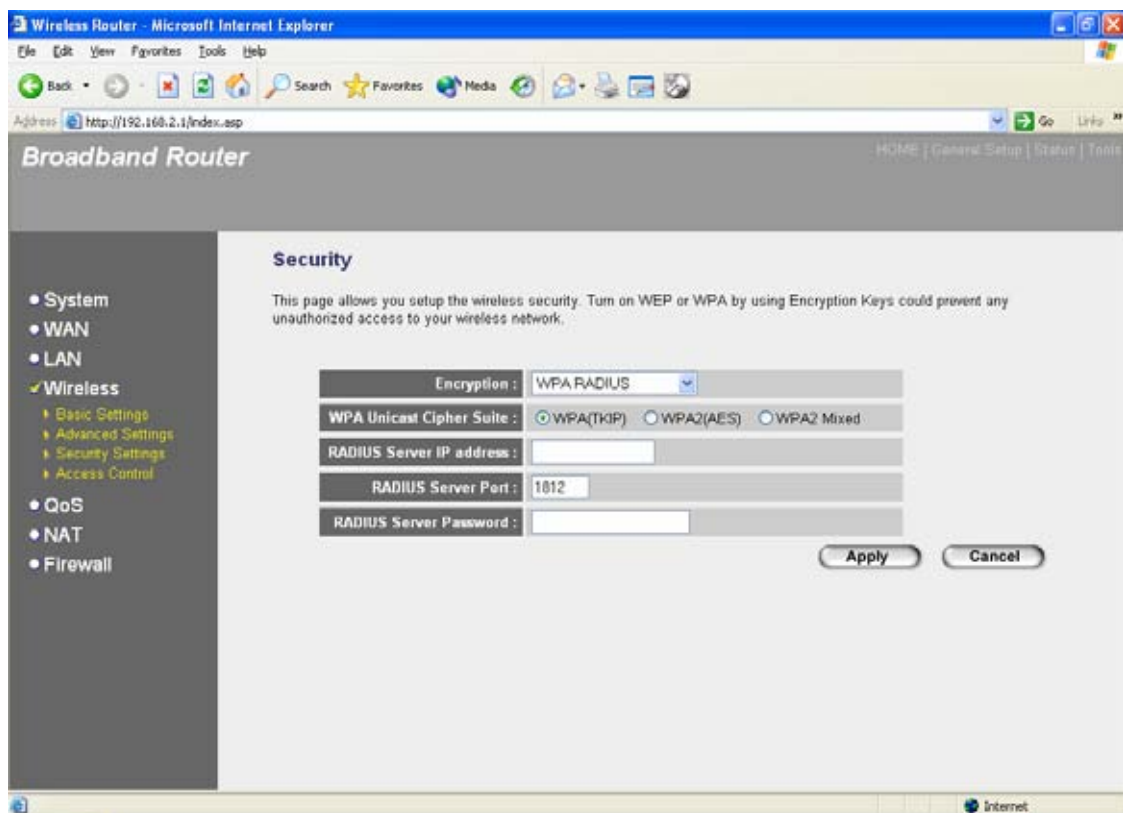 Wireless Router - Microsoft Internet Explorer
File Edit View Favorites Tools Help
Back Search Favorites Media
Address http://192.168.2.1/index.asp Go Links »
Broadband Router
HOME | General Setup | Status | Tools
Security
This page allows you setup the wireless security. Turn on WEP or WPA by using Encryption Keys could prevent any
unauthorized access to your wireless network.
System
WAN
LAN
Wireless
Basic Settings
Advanced Settings
Security Settings
Access Control
QoS
NAT
Firewall
Encryption : WPA RADIUS
WPA Unicast Cipher Suite : WPA(TKIP) WPA2(AES) WPA2 Mixed
RADIUS Server IP address :
RADIUS Server Port : 1812
RADIUS Server Password :
Apply Cancel
Internet